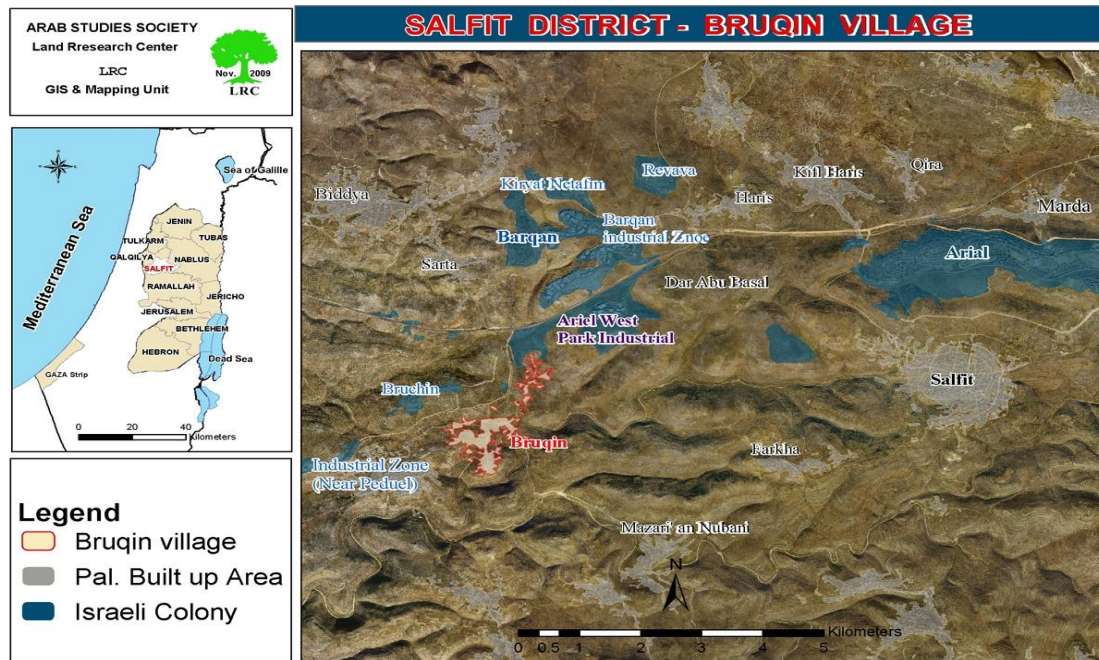 ARAB STUDIES SOCIETY
Land Rresearch Center
LRC
GIS & Mapping Unit
Nov. 2009
LRC
SALFIT DISTRICT - BRUQIN VILLAGE
Mediterranean Sea
Sea of Galille
JENIN
TULKARM
TUBAS
QALQILYA
NABLUS
SALFIT
RAMALLAH
JERICHO
JERUSALEM
BETHLEHEM
HEBRON
Dead Sea
GAZA Strip
0 20 40
Kilometers
Legend
Bruqin village
Pal. Built up Area
Israeli Colony
Biddya
Kiryat Netafim
Revava
Kifl Haris
Qira
Haris
Marda
Barqan
Barqan
industrial Znoe
Sarta
Arial
Dar Abu Basal
Ariel West
Park Industrial
Bruchin
Salfit
Bruqin
Farkha
Industrial Zone
(Near Peduel)
Mazari' an Nubani
N
Kilometers
0 0.5 1 2 3 4 5